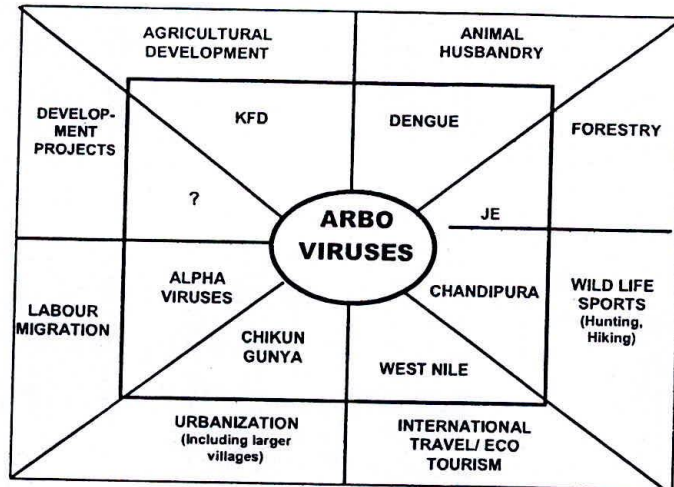 AGRICULTURAL
DEVELOPMENT
ANIMAL
HUSBANDRY
DEVELOP-
MENT
PROJECTS
KFD
DENGUE
FORESTRY
?
ARBO
VIRUSES
JE
LABOUR
MIGRATION
ALPHA
VIRUSES
CHANDIPURA
WILD LIFE
SPORTS
(Hunting,
Hiking)
CHIKUN
GUNYA
WEST NILE
URBANIZATION
(Including larger
villages)
INTERNATIONAL
TRAVEL/ ECO
TOURISM